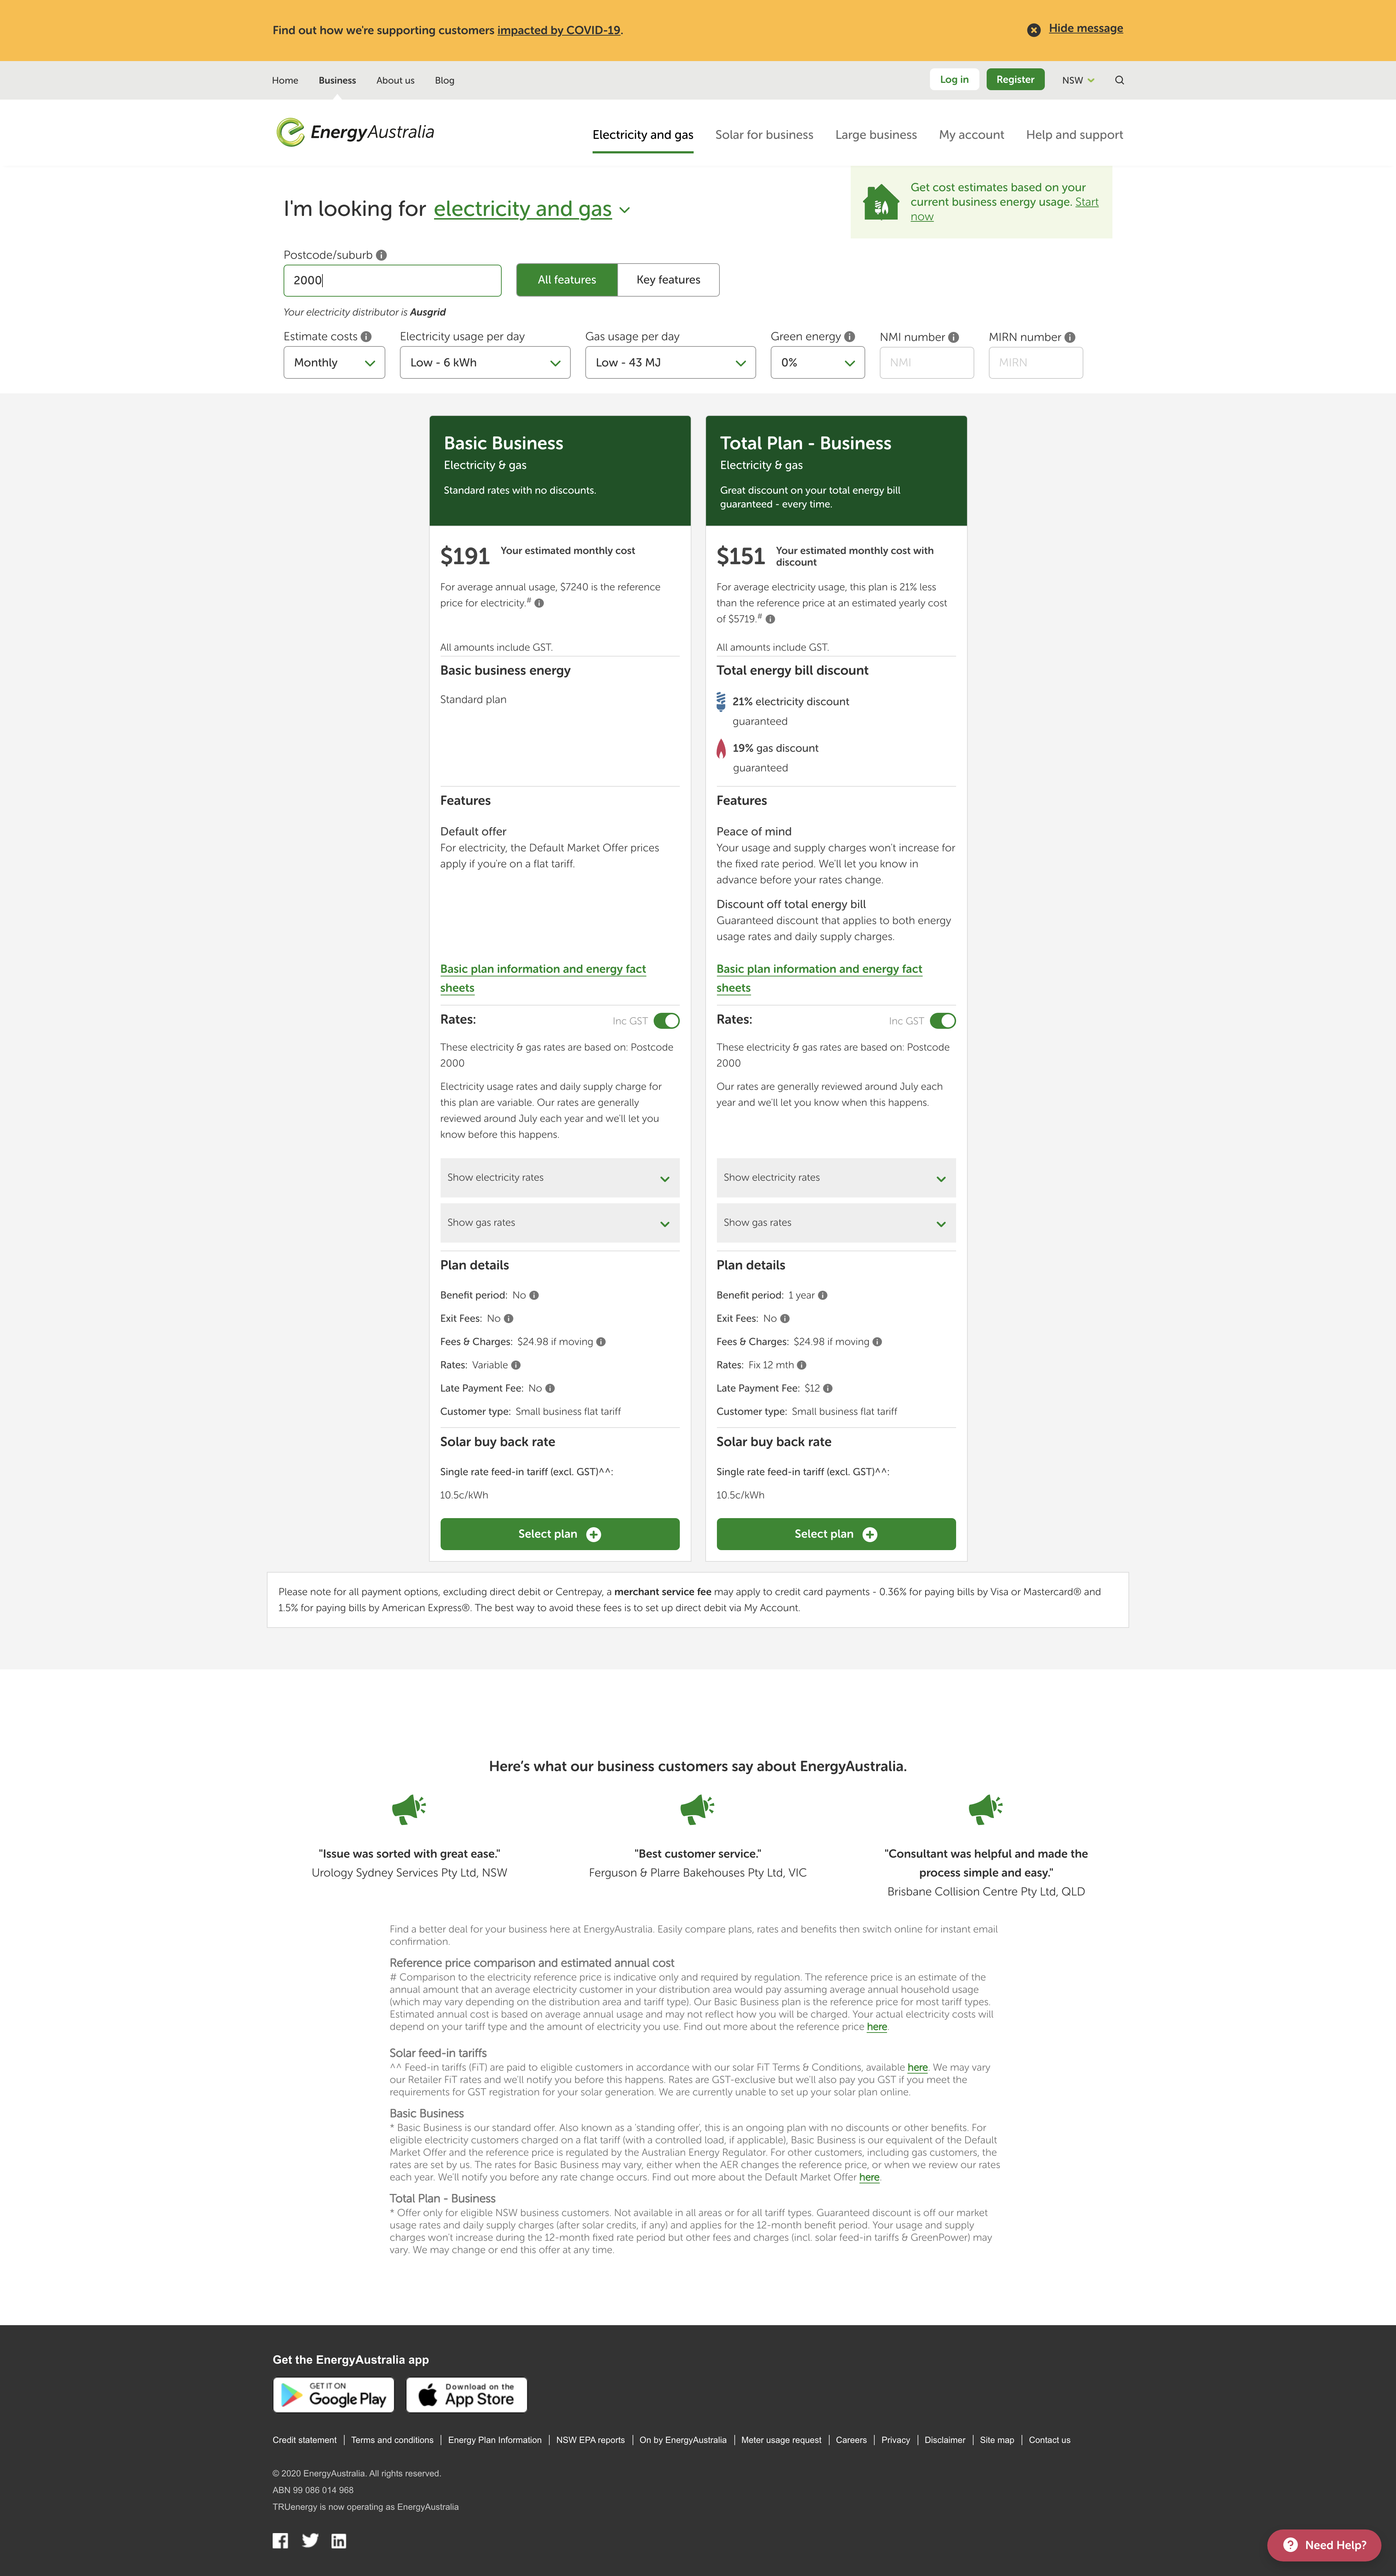 Find out how we're supporting customers impacted by COVID-19.
Hide message
Home Business About us Blog
Log in Register NSW
EnergyAustralia
Electricity and gas Solar for business Large business My account Help and support
I'm looking for electricity and gas
Get cost estimates based on your
current business energy usage. Start
now
Postcode/suburb
2000
All features Key features
Your electricity distributor is Ausgrid
Estimate costs Electricity usage per day Gas usage per day Green energy NMI number MIRN number
Monthly Low - 6 kWh Low - 43 MJ 0% NMI MIRN
Basic Business
Electricity & gas
Standard rates with no discounts.
$191 Your estimated monthly cost
For average annual usage, $7240 is the reference
price for electricity.#
All amounts include GST.
Basic business energy
Standard plan
Features
Default offer
For electricity, the Default Market Offer prices
apply if you're on a flat tariff.
Basic plan information and energy fact
sheets
Rates: Inc GST
These electricity & gas rates are based on: Postcode
2000
Electricity usage rates and daily supply charge for
this plan are variable. Our rates are generally
reviewed around July each year and we'll let you
know before this happens.
Show electricity rates
Show gas rates
Plan details
Benefit period: No
Exit Fees: No
Fees & Charges: $24.98 if moving
Rates: Variable
Late Payment Fee: No
Customer type: Small business flat tariff
Solar buy back rate
Single rate feed-in tariff (excl. GST)^^:
10.5c/kWh
Select plan
Total Plan - Business
Electricity & gas
Great discount on your total energy bill
guaranteed - every time.
$151 Your estimated monthly cost with
discount
For average electricity usage, this plan is 21% less
than the reference price at an estimated yearly cost
of $5719.#
All amounts include GST.
Total energy bill discount
21% electricity discount
guaranteed
19% gas discount
guaranteed
Features
Peace of mind
Your usage and supply charges won't increase for
the fixed rate period. We'll let you know in
advance before your rates change.
Discount off total energy bill
Guaranteed discount that applies to both energy
usage rates and daily supply charges.
Basic plan information and energy fact
sheets
Rates: Inc GST
These electricity & gas rates are based on: Postcode
2000
Our rates are generally reviewed around July each
year and we'll let you know when this happens.
Show electricity rates
Show gas rates
Plan details
Benefit period: 1 year
Exit Fees: No
Fees & Charges: $24.98 if moving
Rates: Fix 12 mth
Late Payment Fee: $12
Customer type: Small business flat tariff
Solar buy back rate
Single rate feed-in tariff (excl. GST)^^:
10.5c/kWh
Select plan
Please note for all payment options, excluding direct debit or Centrepay, a merchant service fee may apply to credit card payments - 0.36% for paying bills by Visa or Mastercard® and
1.5% for paying bills by American Express®. The best way to avoid these fees is to set up direct debit via My Account.
Here's what our business customers say about EnergyAustralia.
"Issue was sorted with great ease."
Urology Sydney Services Pty Ltd, NSW
"Best customer service."
Ferguson & Plarre Bakehouses Pty Ltd, VIC
"Consultant was helpful and made the
process simple and easy."
Brisbane Collision Centre Pty Ltd, QLD
Find a better deal for your business here at EnergyAustralia. Easily compare plans, rates and benefits then switch online for instant email
confirmation.
Reference price comparison and estimated annual cost
# Comparison to the electricity reference price is indicative only and required by regulation. The reference price is an estimate of the
annual amount that an average electricity customer in your distribution area would pay assuming average annual household usage
(which may vary depending on the distribution area and tariff type). Our Basic Business plan is the reference price for most tariff types.
Estimated annual cost is based on average annual usage and may not reflect how you will be charged. Your actual electricity costs will
depend on your tariff type and the amount of electricity you use. Find out more about the reference price here.
Solar feed-in tariffs
^^ Feed-in tariffs (FiT) are paid to eligible customers in accordance with our solar FiT Terms & Conditions, available here. We may vary
our Retailer FiT rates and we'll notify you before this happens. Rates are GST-exclusive but we'll also pay you GST if you meet the
requirements for GST registration for your solar generation. We are currently unable to set up your solar plan online.
Basic Business
* Basic Business is our standard offer. Also known as a 'standing offer', this is an ongoing plan with no discounts or other benefits. For
eligible electricity customers charged on a flat tariff (with a controlled load, if applicable), Basic Business is our equivalent of the Default
Market Offer and the reference price is regulated by the Australian Energy Regulator. For other customers, including gas customers, the
rates are set by us. The rates for Basic Business may vary, either when the AER changes the reference price, or when we review our rates
each year. We'll notify you before any rate change occurs. Find out more about the Default Market Offer here.
Total Plan - Business
* Offer only for eligible NSW business customers. Not available in all areas or for all tariff types. Guaranteed discount is off our market
usage rates and daily supply charges (after solar credits, if any) and applies for the 12-month benefit period. Your usage and supply
charges won't increase during the 12-month fixed rate period but other fees and charges (incl. solar feed-in tariffs & GreenPower) may
vary. We may change or end this offer at any time.
Get the EnergyAustralia app
GET IT ON
Google Play
Download on the
App Store
Credit statement Terms and conditions Energy Plan Information NSW EPA reports On by EnergyAustralia Meter usage request Careers Privacy Disclaimer Site map Contact us
© 2020 EnergyAustralia. All rights reserved.
ABN 99 086 014 968
TRUenergy is now operating as EnergyAustralia
Need Help?